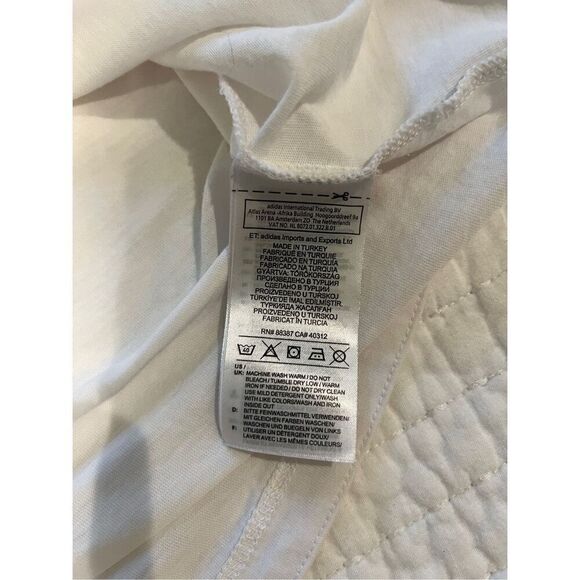 adidas International Trading BV
Atlas Arena -Afrika Building Hoogoorddreef 9a
1101 BA Amsterdam ZO The Netherlands
VAT NO. NL 8072.01.322.B.01
ET: adidas Imports and Exports Ltd
MADE IN TURKEY
FABRIQUÉ EN TURQUIE
FABRICADO EN TURQUÍA
FABRICADO NA TURQUIA
GYÁRTVA: TÖRÖKORSZÁG
ПРОИЗВЕДЕНО В ТУРЦИЯ
СДЕЛАНО В ТУРЦИИ
PROIZVEDENO U TURSKOJ
TÜRKİYE'DE İMAL EDİLMİŞTİR
ТҮРКИЯДА ЖАСАЛҒАН
PROIZVEDENO U TURSKOJ
FABRICAT ÎN TURCIA
RN# 88387 CA# 40312
40
US /
UK: MACHINE WASH WARM / DO NOT
BLEACH / TUMBLE DRY LOW / WARM
IRON IF NEEDED / DO NOT DRY CLEAN
USE MILD DETERGENT ONLY/WASH
WITH LIKE COLORS/WASH AND IRON
INSIDE OUT
D: BITTE FEINWASCHMITTEL VERWENDEN/
MIT GLEICHEN FARBEN WASCHEN/
WASCHEN UND BUEGELN VON LINKS
F: UTILISER UN DÉTERGENT DOUX/
LAVER AVEC LES MÊMES COULEURS/